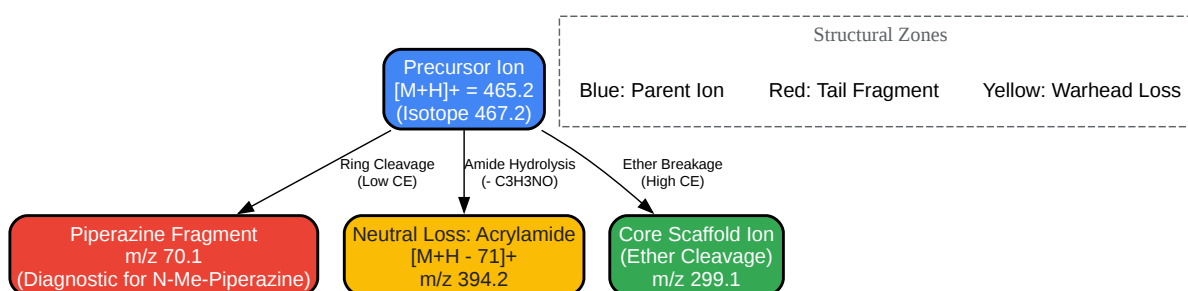 Structural Zones
Blue: Parent Ion
Red: Tail Fragment
Yellow: Warhead Loss
Precursor Ion
[M+H]+ = 465.2
(Isotope 467.2)
Ring Cleavage
(Low CE)
Amide Hydrolysis
(- C3H3NO)
Ether Breakage
(High CE)
Piperazine Fragment
m/z 70.1
(Diagnostic for N-Me-Piperazine)
Neutral Loss: Acrylamide
[M+H - 71]+
m/z 394.2
Core Scaffold Ion
(Ether Cleavage)
m/z 299.1